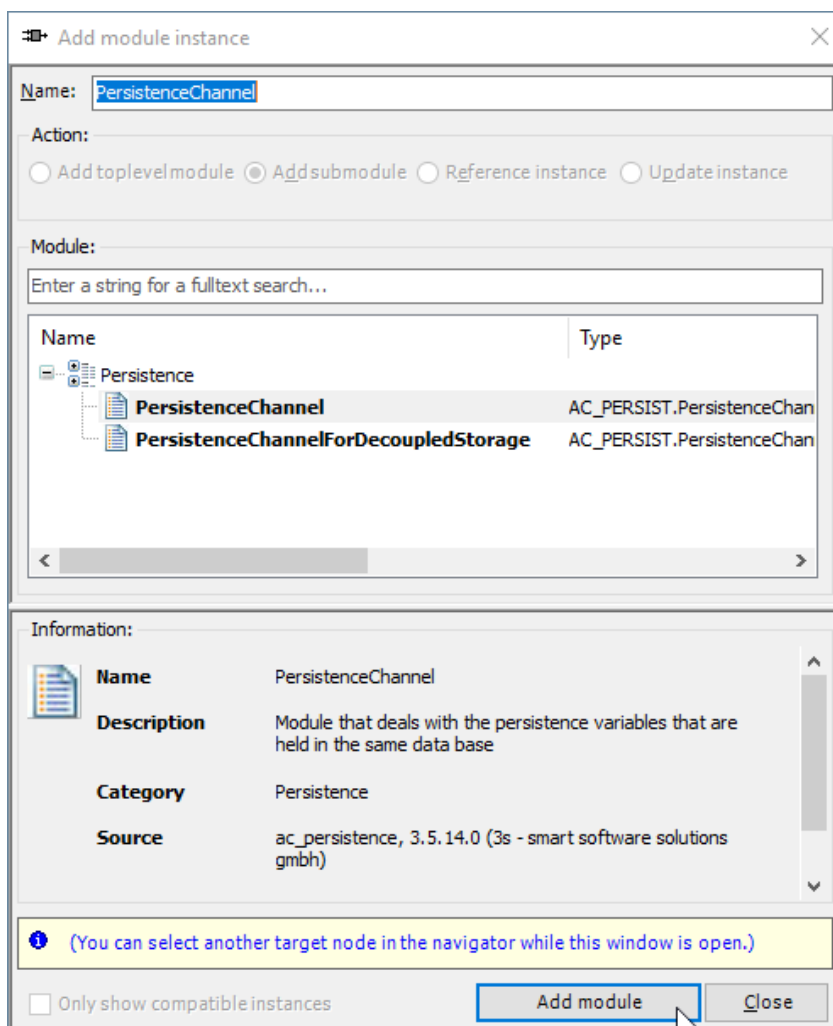 Add module instance
Name: PersistenceChannel
Action:
Add toplevel module Add submodule Reference instance Update instance
Module:
Enter a string for a fulltext search...
Name Type
Persistence
PersistenceChannel AC_PERSIST.PersistenceChan
PersistenceChannelForDecoupledStorage AC_PERSIST.PersistenceChan
Information:
Name PersistenceChannel
Description Module that deals with the persistence variables that are
held in the same data base
Category Persistence
Source ac_persistence, 3.5.14.0 (3s - smart software solutions
gmbh)
(You can select another target node in the navigator while this window is open.)
Only show compatible instances Add module Close